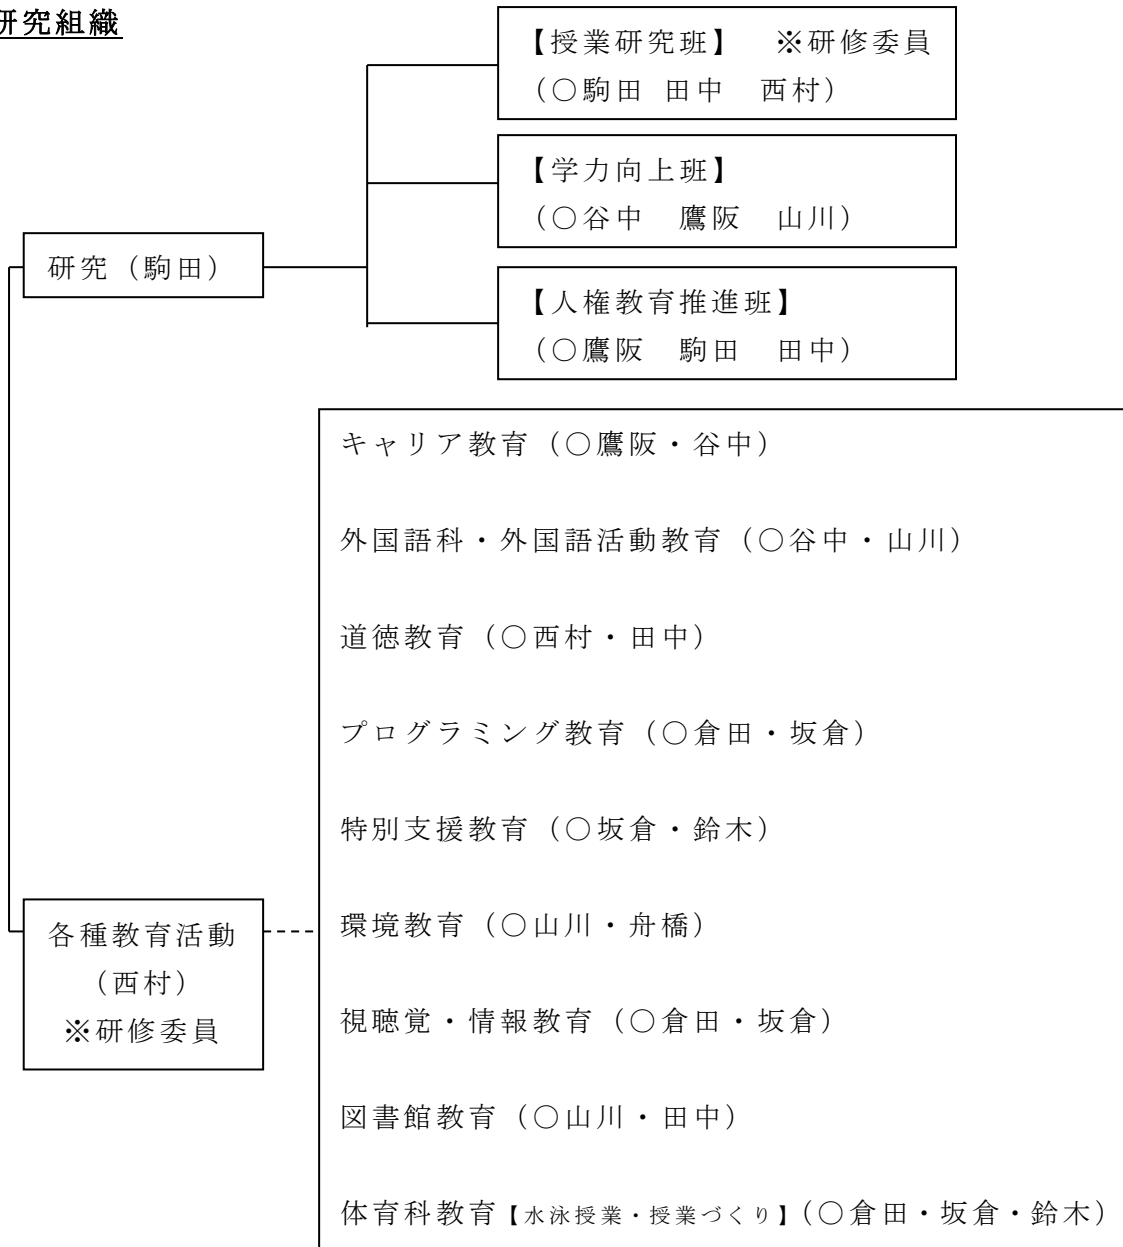 研究組織
【授業研究班】　※研修委員
（○駒田 田中　西村）
【学力向上班】
（○谷中　鷹阪　山川）
研究（駒田）
【人権教育推進班】
（○鷹阪　駒田　田中）
キャリア教育（○鷹阪・谷中）
外国語科・外国語活動教育（○谷中・山川）
道徳教育（○西村・田中）
プログラミング教育（○倉田・坂倉）
特別支援教育（○坂倉・鈴木）
各種教育活動
（西村）
※研修委員
環境教育（○山川・舟橋）
視聴覚・情報教育（○倉田・坂倉）
図書館教育（○山川・田中）
体育科教育【水泳授業・授業づくり】（○倉田・坂倉・鈴木）